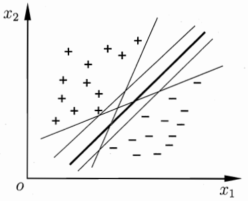 x₂
+ + + + + + + + + + + +
− − − − − − − − − − − −
O
x₁